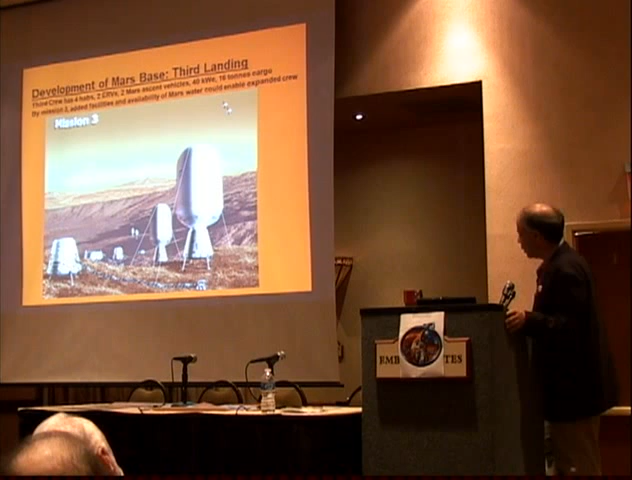 Development of Mars Base: Third Landing
Third Crew has 4 habs, 2 ERVs, 2 Mars ascent vehicles, 40 kWe, 16 tonnes cargo
By mission 3, added facilities and availability of Mars water could enable expanded crew
Mission 3
EMB TES